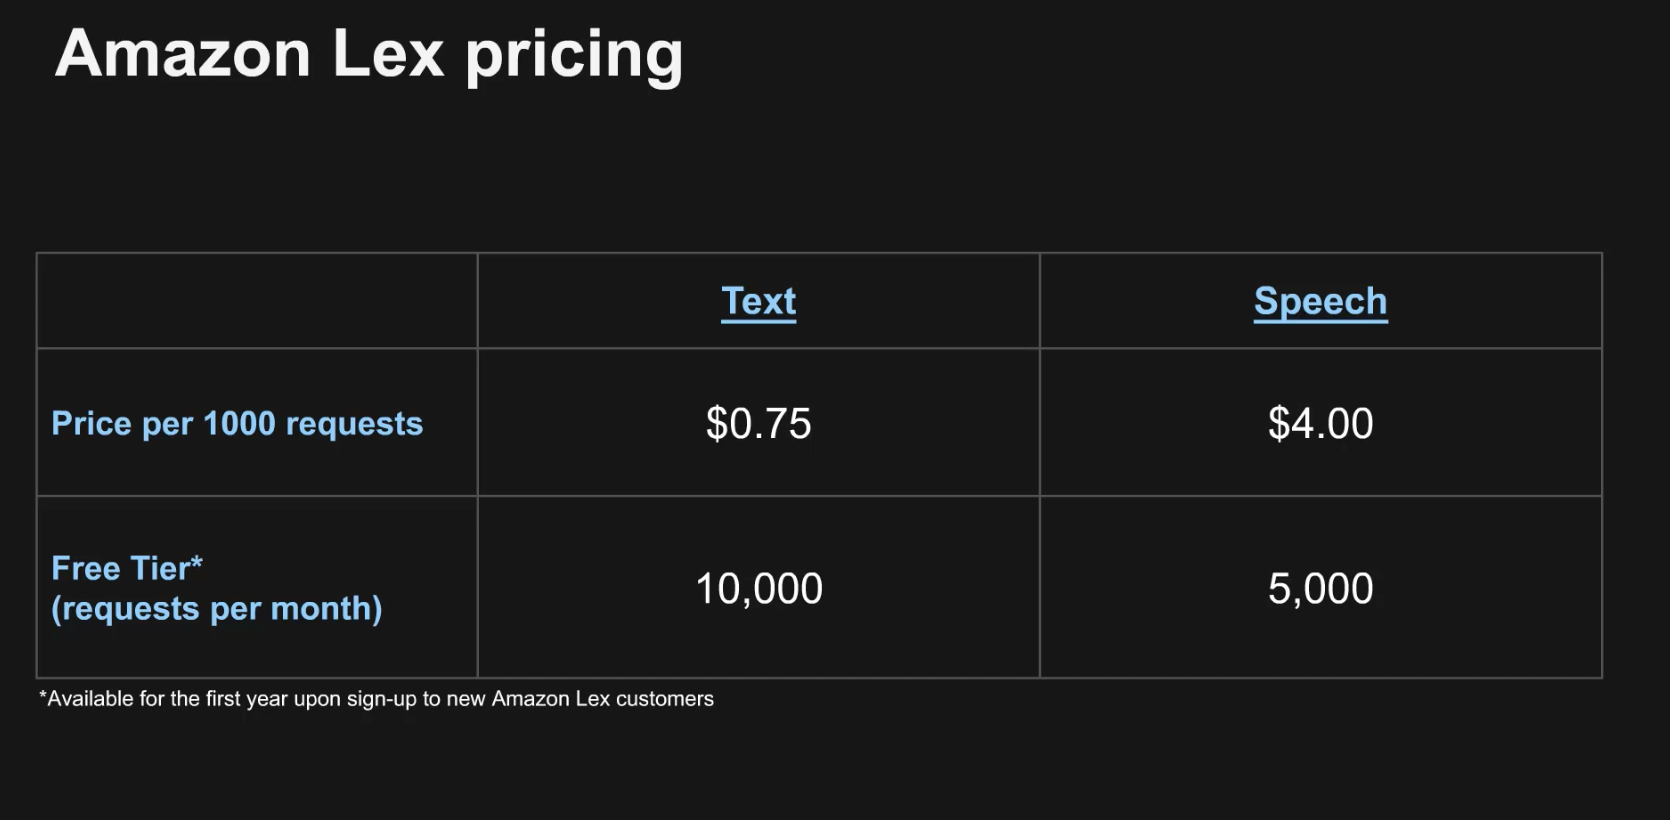 Amazon Lex pricing
Text
Speech
Price per 1000 requests
$0.75
$4.00
Free Tier*
(requests per month)
10,000
5,000
*Available for the first year upon sign-up to new Amazon Lex customers